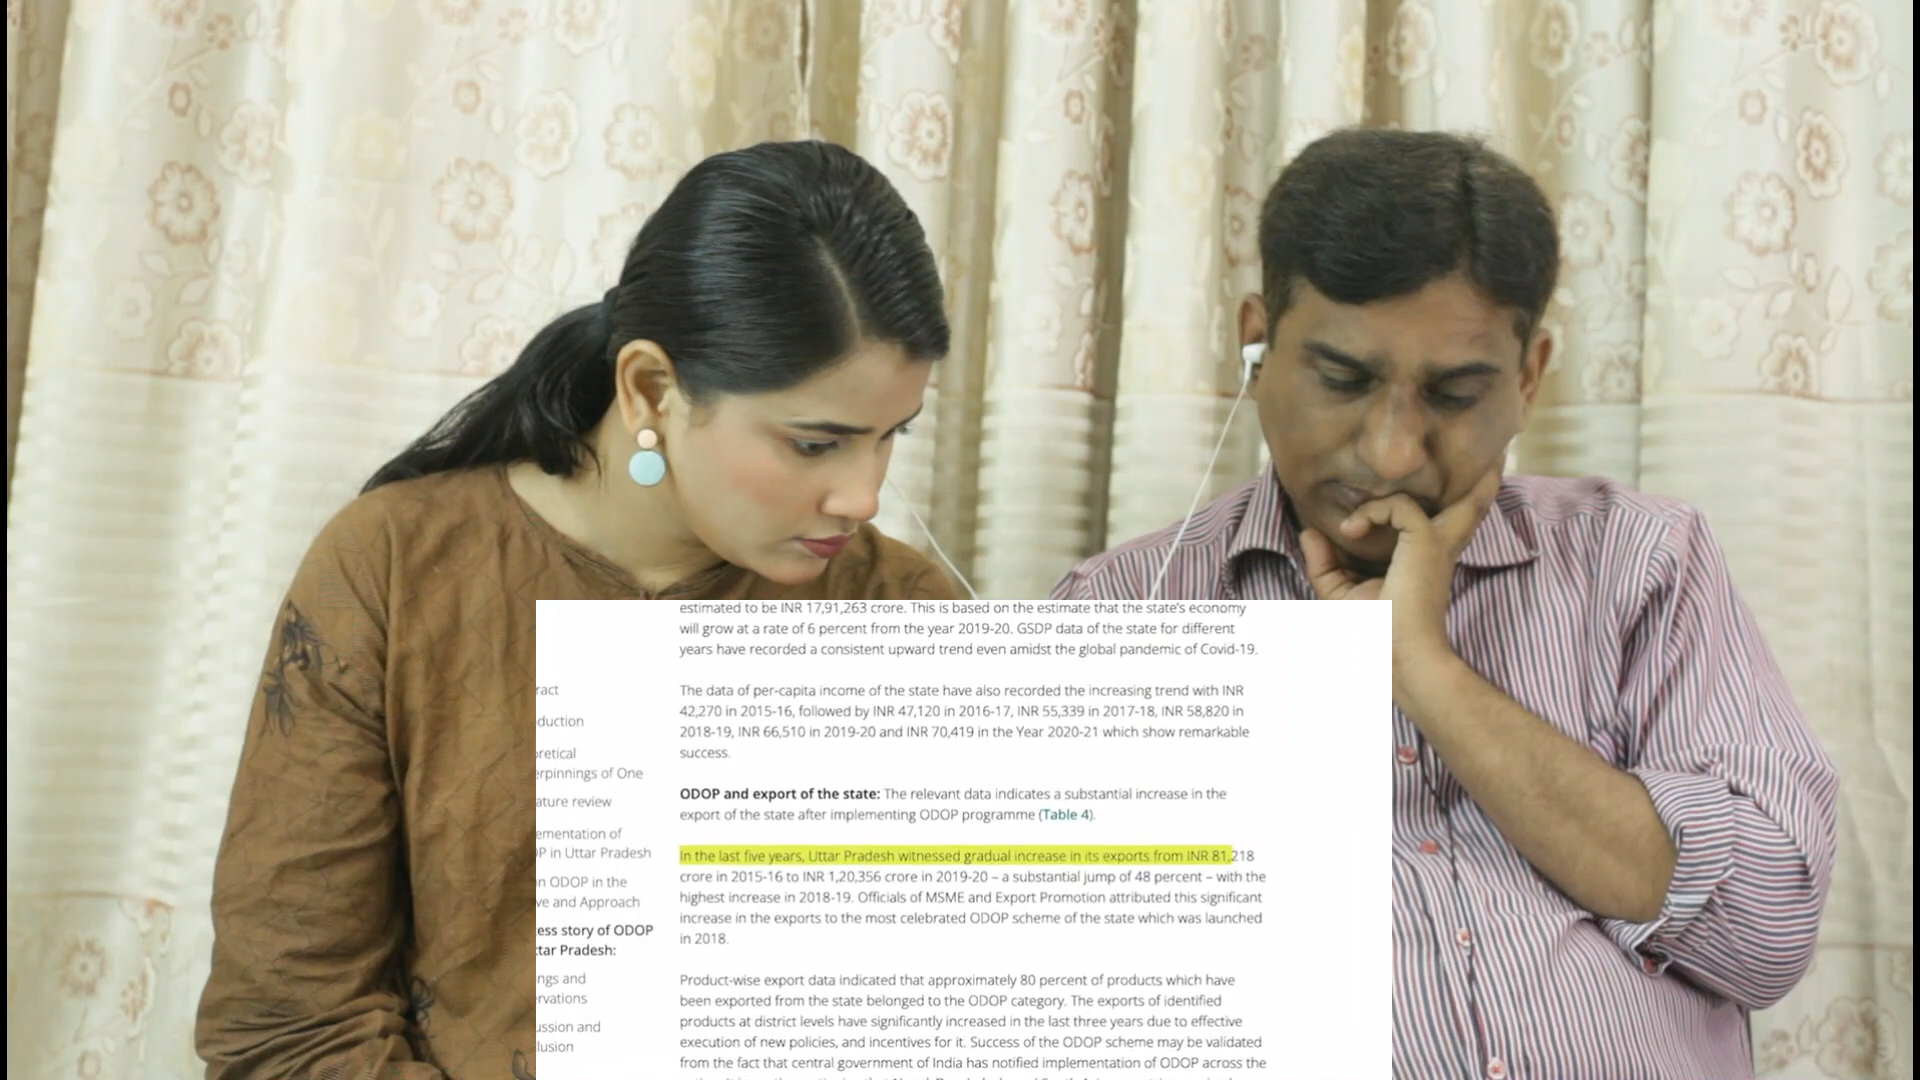 estimated to be INR 17,91,263 crore. This is based on the estimate that the state's economy
will grow at a rate of 6 percent from the year 2019-20. GSDP data of the state for different
years have recorded a consistent upward trend even amidst the global pandemic of Covid-19.
The data of per-capita income of the state have also recorded the increasing trend with INR
42,270 in 2015-16, followed by INR 47,120 in 2016-17, INR 55,339 in 2017-18, INR 58,820 in
2018-19, INR 66,510 in 2019-20 and INR 70,419 in the Year 2020-21 which show remarkable
success.
ODOP and export of the state: The relevant data indicates a substantial increase in the
export of the state after implementing ODOP programme (Table 4).
In the last five years, Uttar Pradesh witnessed gradual increase in its exports from INR 81,218
crore in 2015-16 to INR 1,20,356 crore in 2019-20 – a substantial jump of 48 percent – with the
highest increase in 2018-19. Officials of MSME and Export Promotion attributed this significant
increase in the exports to the most celebrated ODOP scheme of the state which was launched
in 2018.
Product-wise export data indicated that approximately 80 percent of products which have
been exported from the state belonged to the ODOP category. The exports of identified
products at district levels have significantly increased in the last three years due to effective
execution of new policies, and incentives for it. Success of the ODOP scheme may be validated
from the fact that central government of India has notified implementation of ODOP across the
ract
duction
oretical
erpinnings of One
ature review
ementation of
P in Uttar Pradesh
n ODOP in the
ve and Approach
ess story of ODOP
ttar Pradesh:
ngs and
rvations
ussion and
lusion